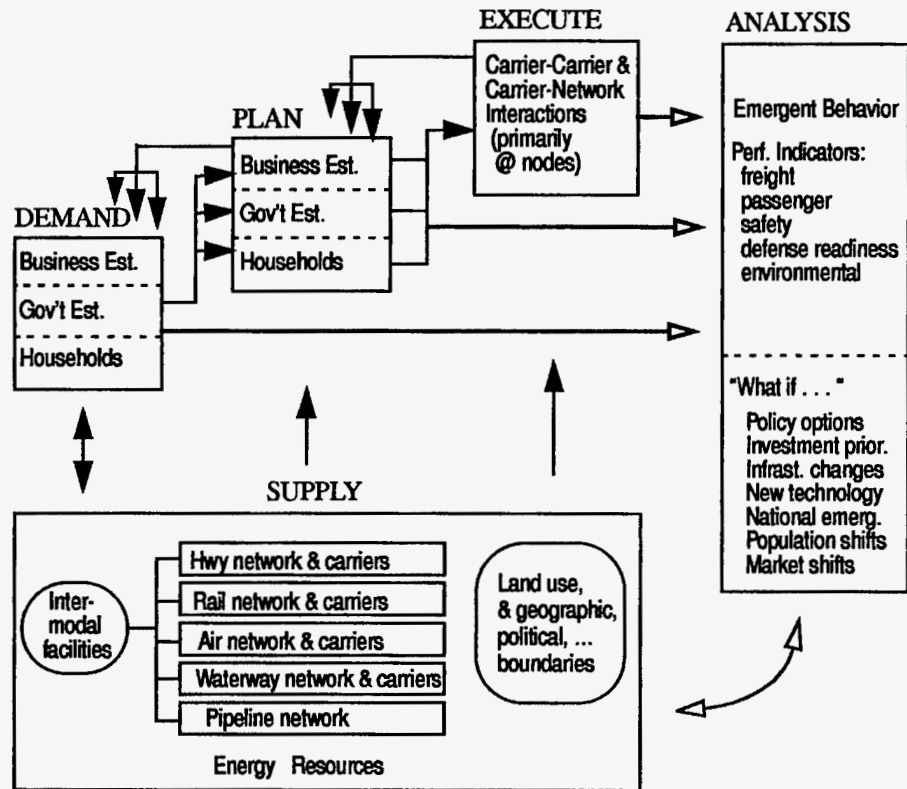 EXECUTE
Carrier-Carrier &
Carrier-Network
Interactions
(primarily
@ nodes)
ANALYSIS
Emergent Behavior
Perf. Indicators:
freight
passenger
safety
defense readiness
environmental
"What if . . . "
Policy options
Investment prior.
Infrast. changes
New technology
National emerg.
Population shifts
Market shifts
PLAN
Business Est.
Gov't Est.
Households
DEMAND
Business Est.
Gov't Est.
Households
SUPPLY
Inter-
modal
facilities
Hwy network & carriers
Rail network & carriers
Air network & carriers
Waterway network & carriers
Pipeline network
Land use,
& geographic,
political, ...
boundaries
Energy Resources